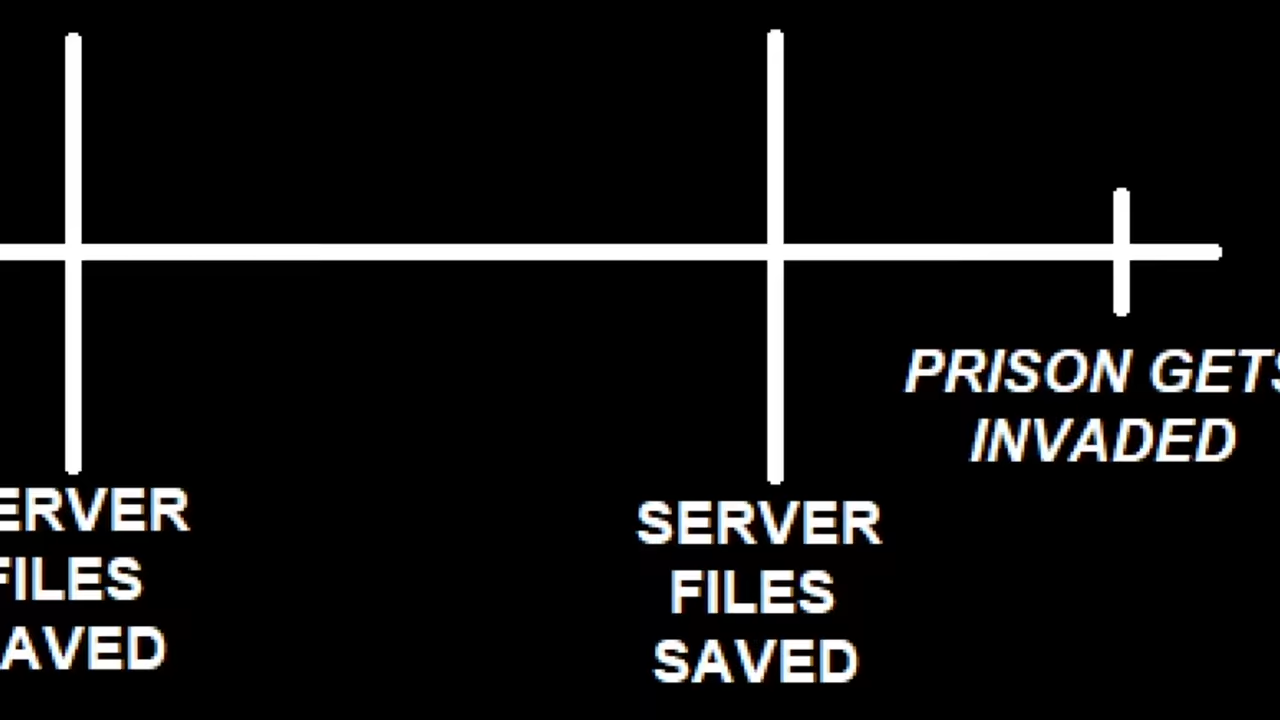 ERVER
FILES
AVED
SERVER
FILES
SAVED
PRISON GETS
INVADED